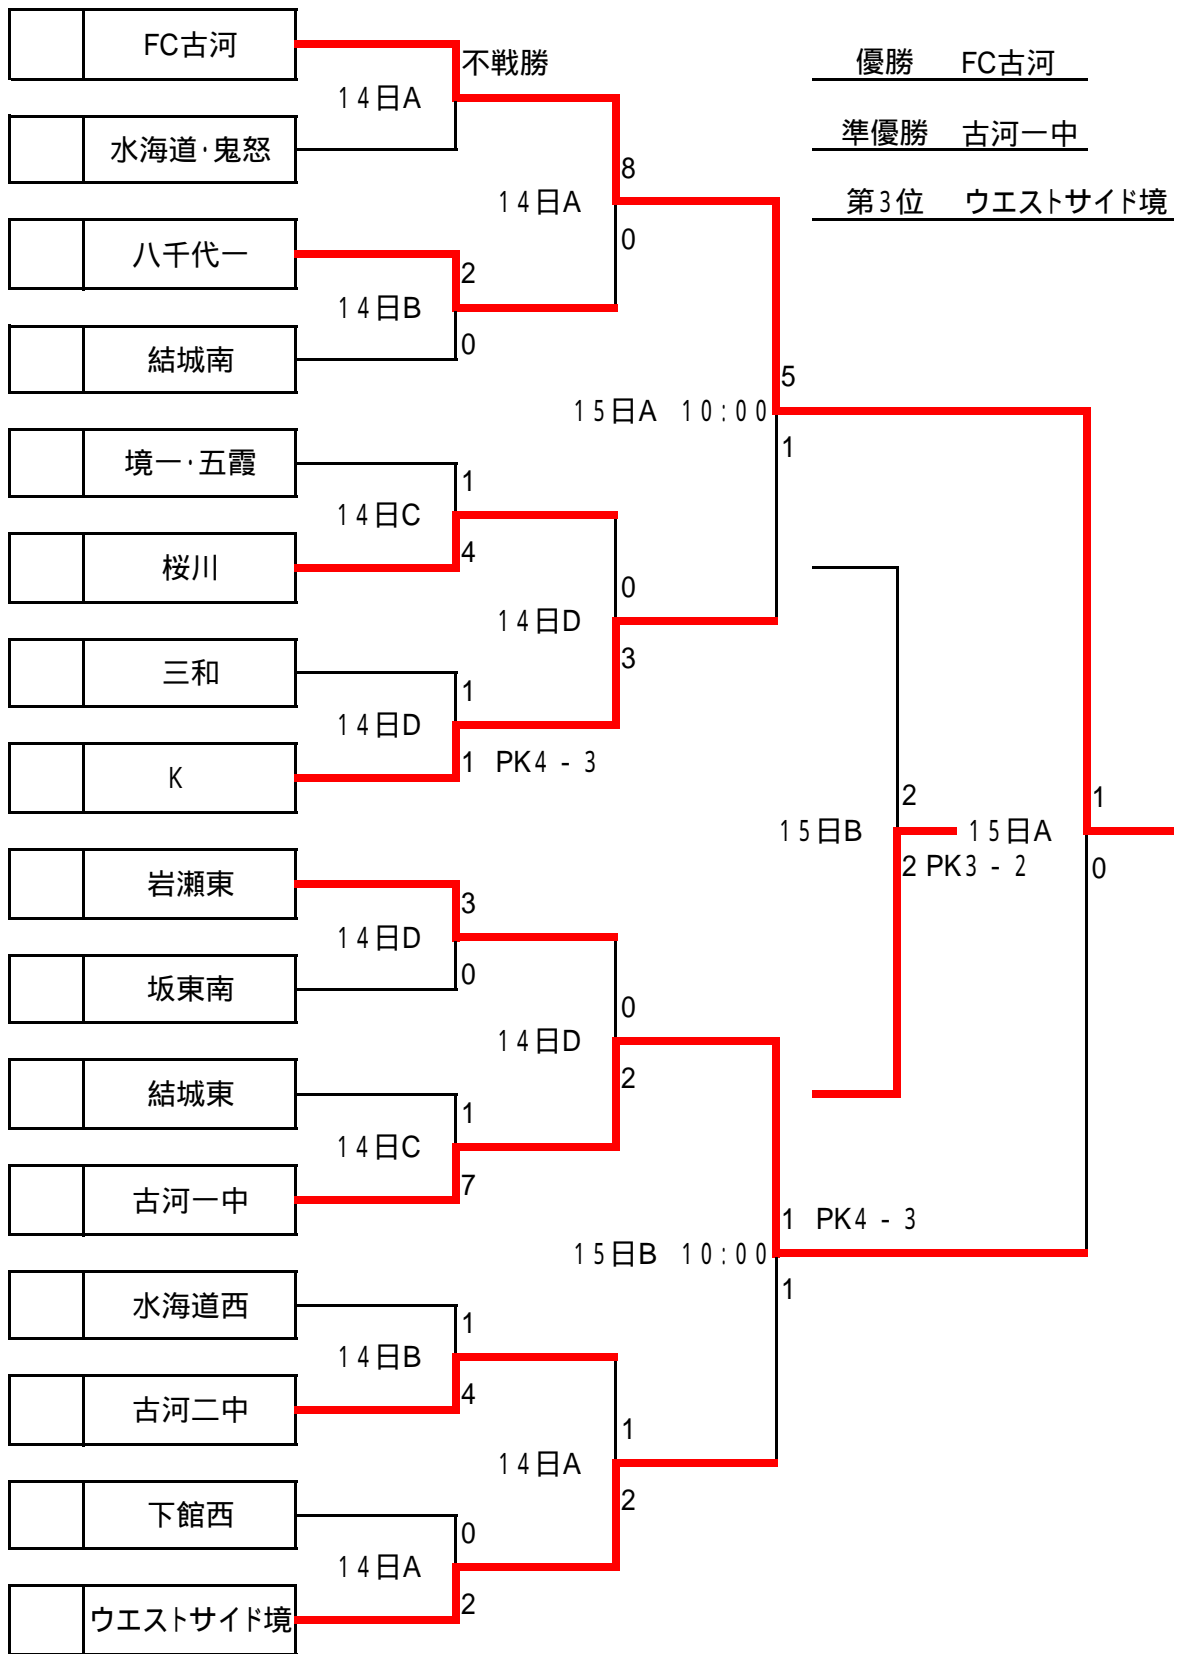 FC古河
不戦勝
優勝 FC古河
14日A
準優勝 古河一中
水海道・鬼怒
8
14日A
第3位 ウエストサイド境
0
八千代一
2
14日B
0
結城南
5
15日A 10:00
1
境一・五霞
1
14日C
4
桜川
0
14日D
3
三和
1
14日D
1 PK4 - 3
K
2
1
15日B
15日A
2 PK3 - 2
0
岩瀬東
3
14日D
0
坂東南
0
14日D
2
結城東
1
14日C
7
古河一中
1 PK4 - 3
15日B 10:00
1
水海道西
1
14日B
4
古河二中
1
14日A
2
下館西
0
14日A
2
ウエストサイド境